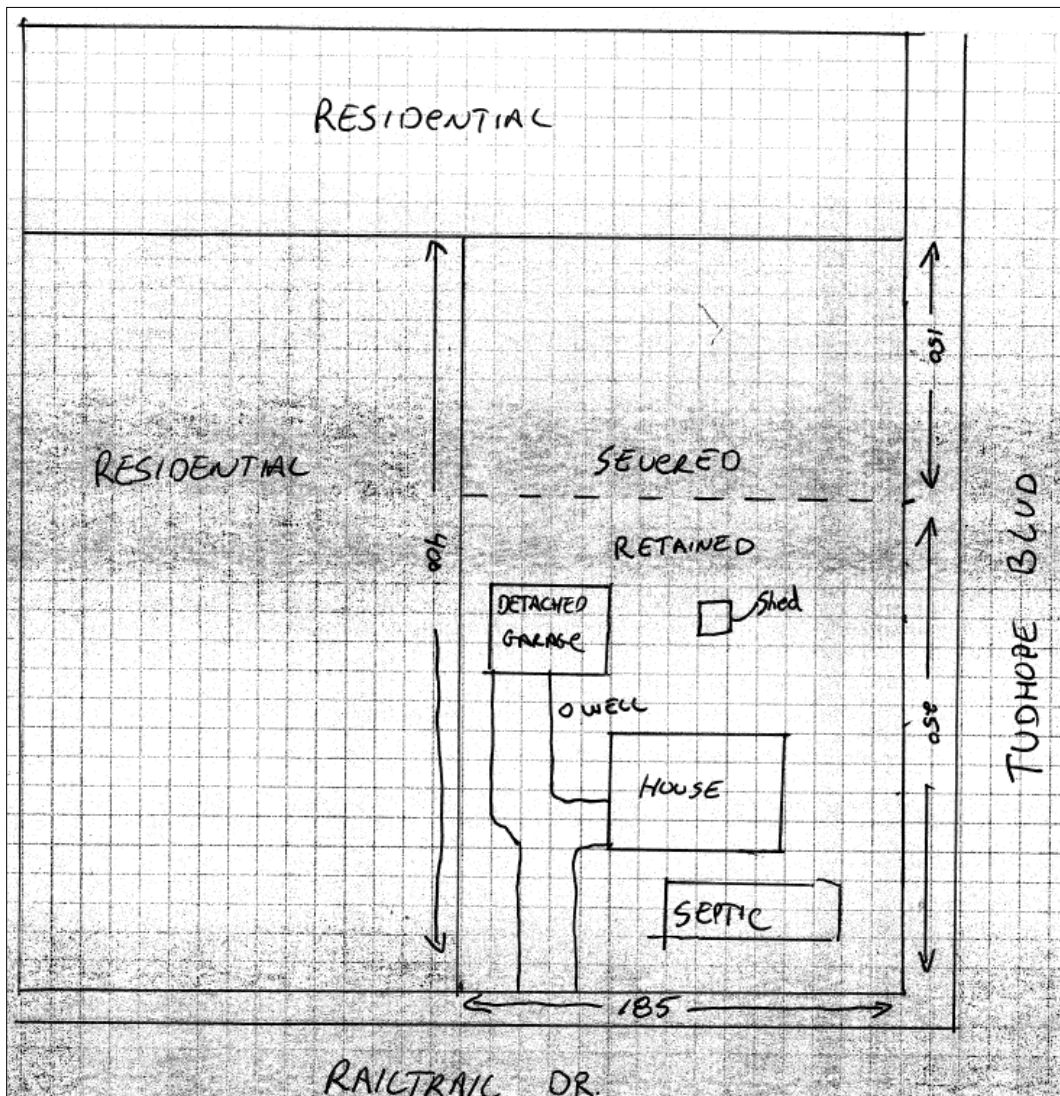 RESIDENTIAL
150
RESIDENTIAL
SEVERED
RETAINED
400
DETACHED
GARAGE
Shed
WELL
250
HOUSE
TUDHOPE BLVD
SEPTIC
185
RAILTRAIL DR.